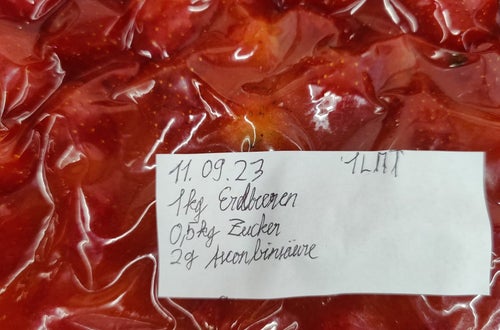 11.09.23
1kg Erdbeeren
0,5kg Zucker
2g Ascorbinsäure